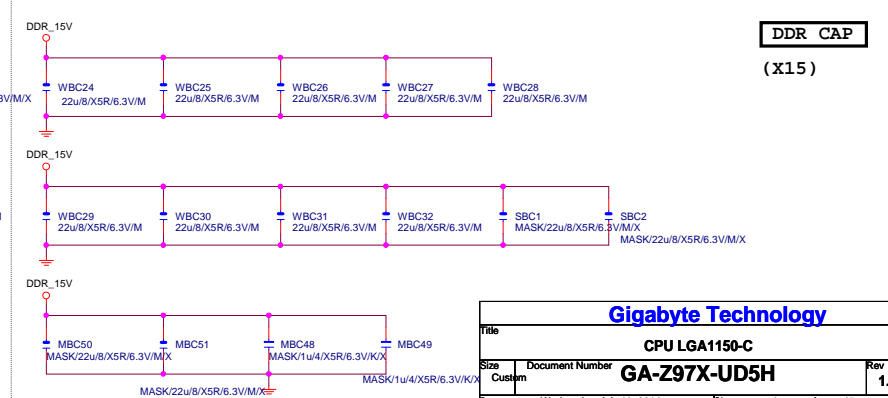 DDR_15V
DDR CAP
(X15)
WBC24
22u/8/X5R/6.3V/M
WBC25
22u/8/X5R/6.3V/M
WBC26
22u/8/X5R/6.3V/M
WBC27
22u/8/X5R/6.3V/M
WBC28
22u/8/X5R/6.3V/M
3V/M/X
DDR_15V
WBC29
22u/8/X5R/6.3V/M
WBC30
22u/8/X5R/6.3V/M
WBC31
22u/8/X5R/6.3V/M
WBC32
22u/8/X5R/6.3V/M
SBC1
MASK/22u/8/X5R/6.3V/M/X
SBC2
MASK/22u/8/X5R/6.3V/M/X
DDR_15V
MBC50
MASK/22u/8/X5R/6.3V/M/X
MBC51
MASK/22u/8/X5R/6.3V/M/X
MBC48
MASK/1u/4/X5R/6.3V/K/X
MBC49
MASK/1u/4/X5R/6.3V/K/X
Gigabyte Technology
Title
CPU LGA1150-C
Size
Custom
Document Number
GA-Z97X-UD5H
Rev
1.